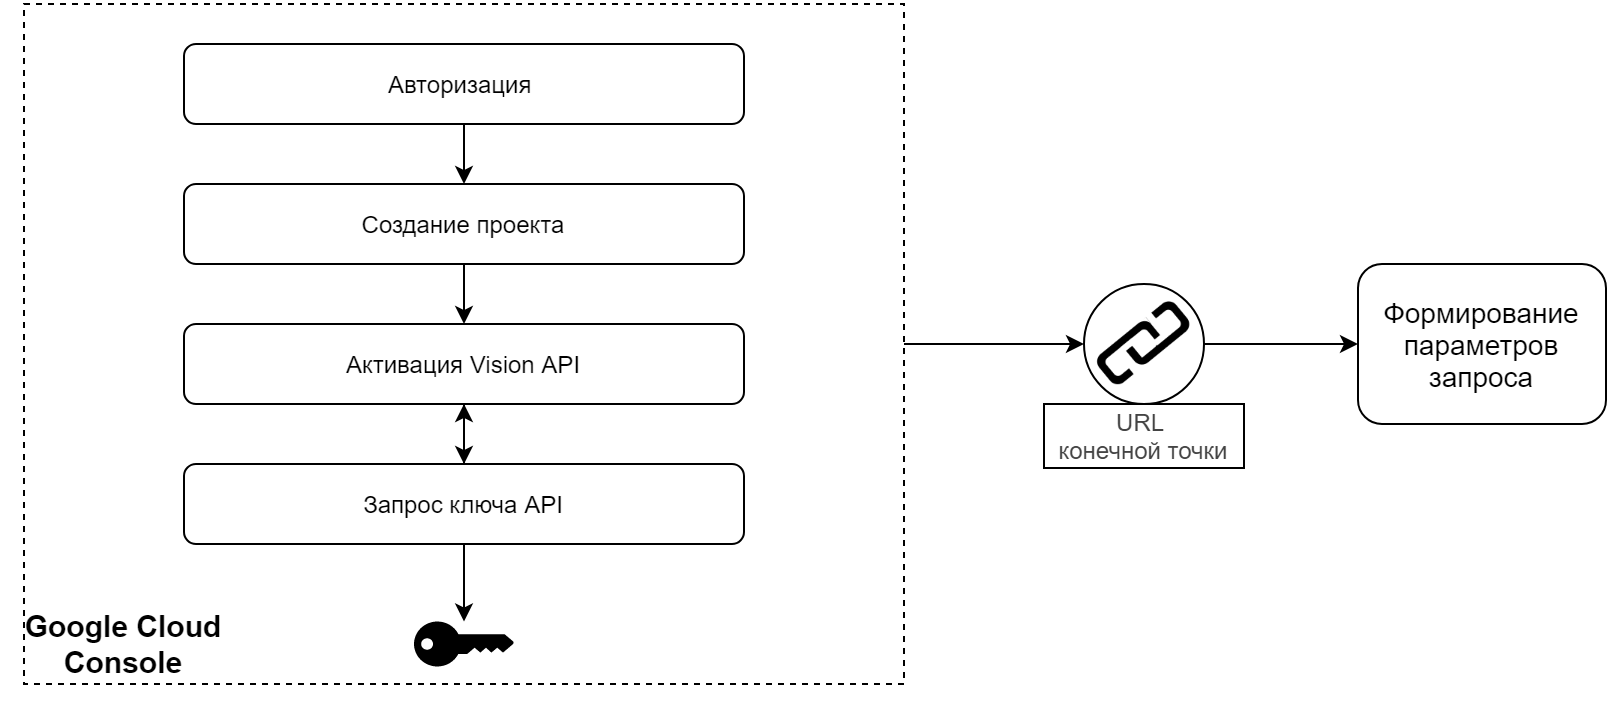 Авторизация
Создание проекта
Активация Vision API
Запрос ключа API
Google Cloud
Console
URL
конечной точки
Формирование
параметров
запроса